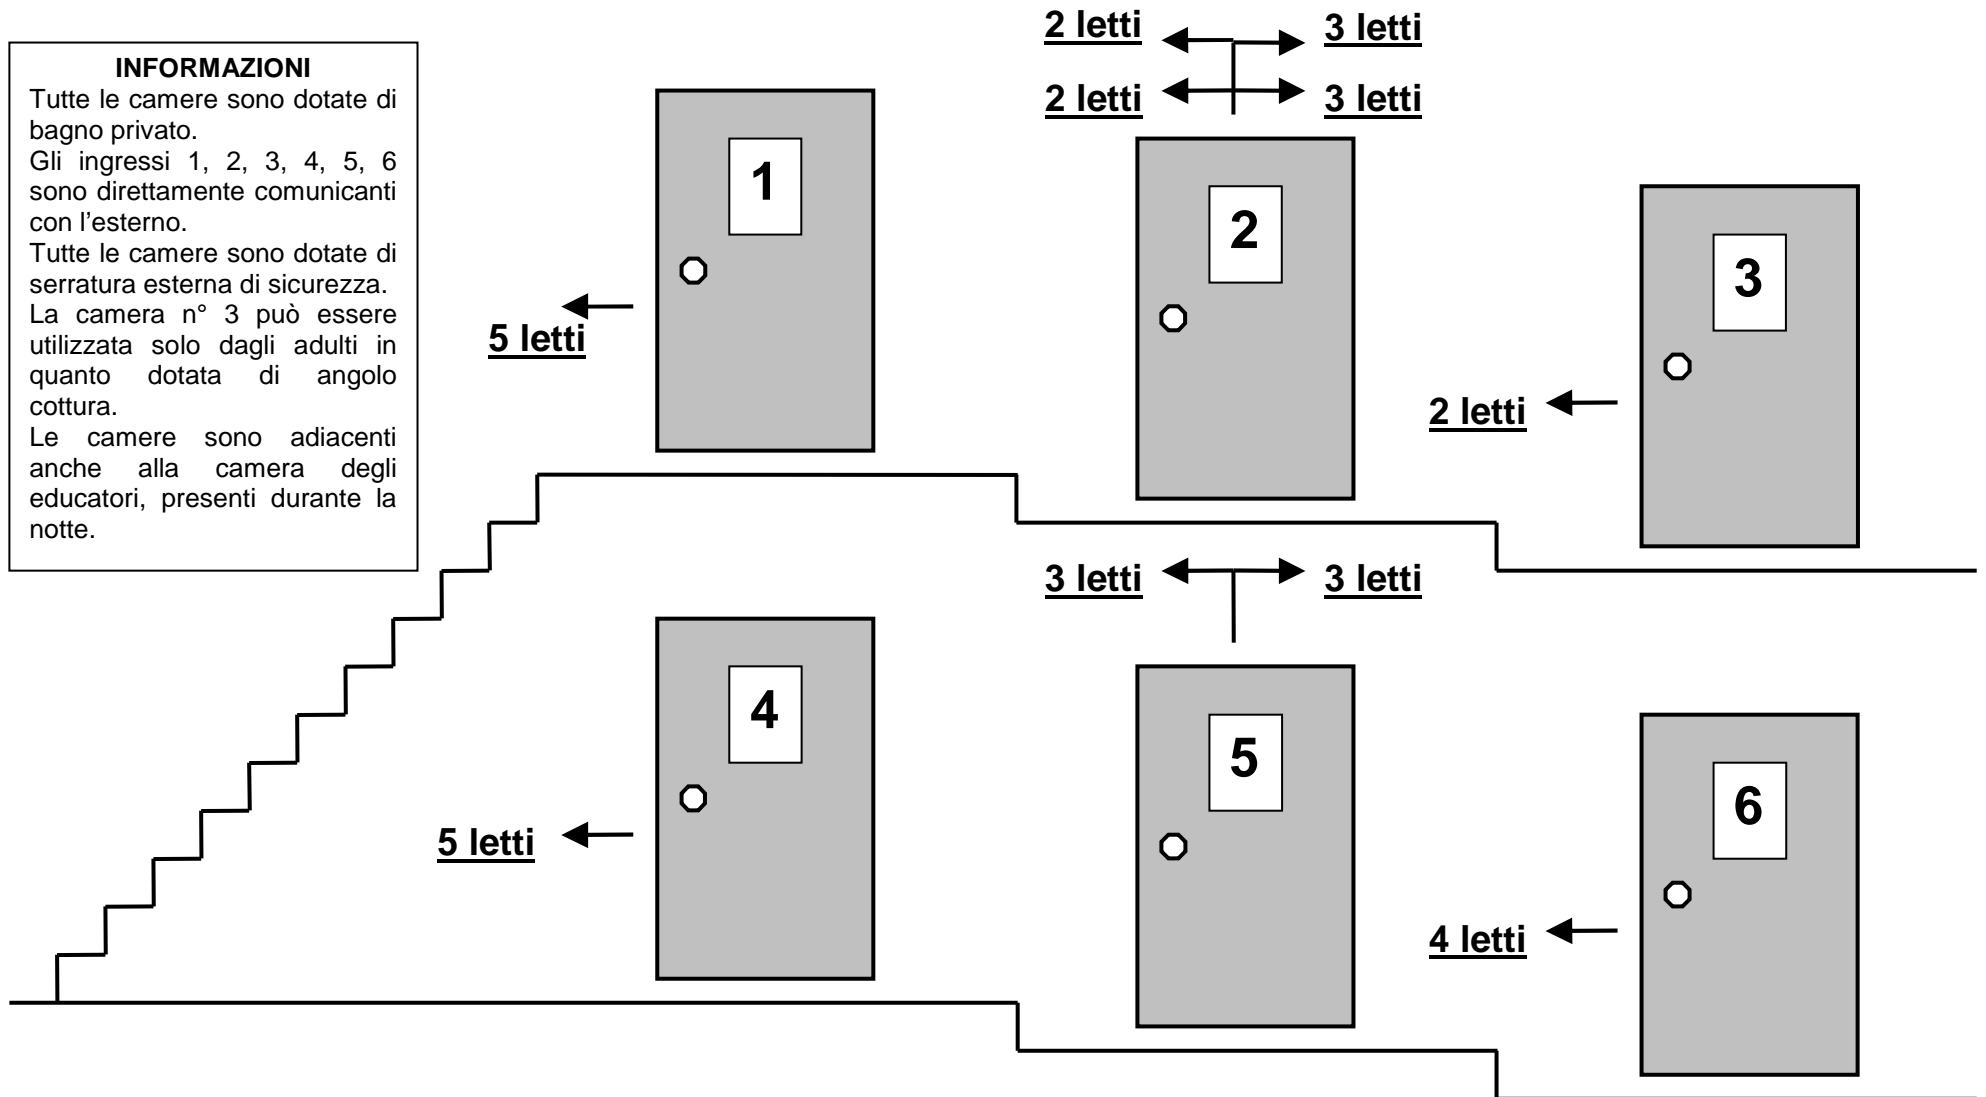 INFORMAZIONI
Tutte le camere sono dotate di
bagno privato.
Gli ingressi 1, 2, 3, 4, 5, 6
sono direttamente comunicanti
con l'esterno.
Tutte le camere sono dotate di
serratura esterna di sicurezza.
La camera n° 3 può essere
utilizzata solo dagli adulti in
quanto dotata di angolo
cottura.
Le camere sono adiacenti
anche alla camera degli
educatori, presenti durante la
notte.
2 letti 3 letti
2 letti 3 letti
1
2
3
5 letti
2 letti
3 letti 3 letti
4
5
6
5 letti
4 letti